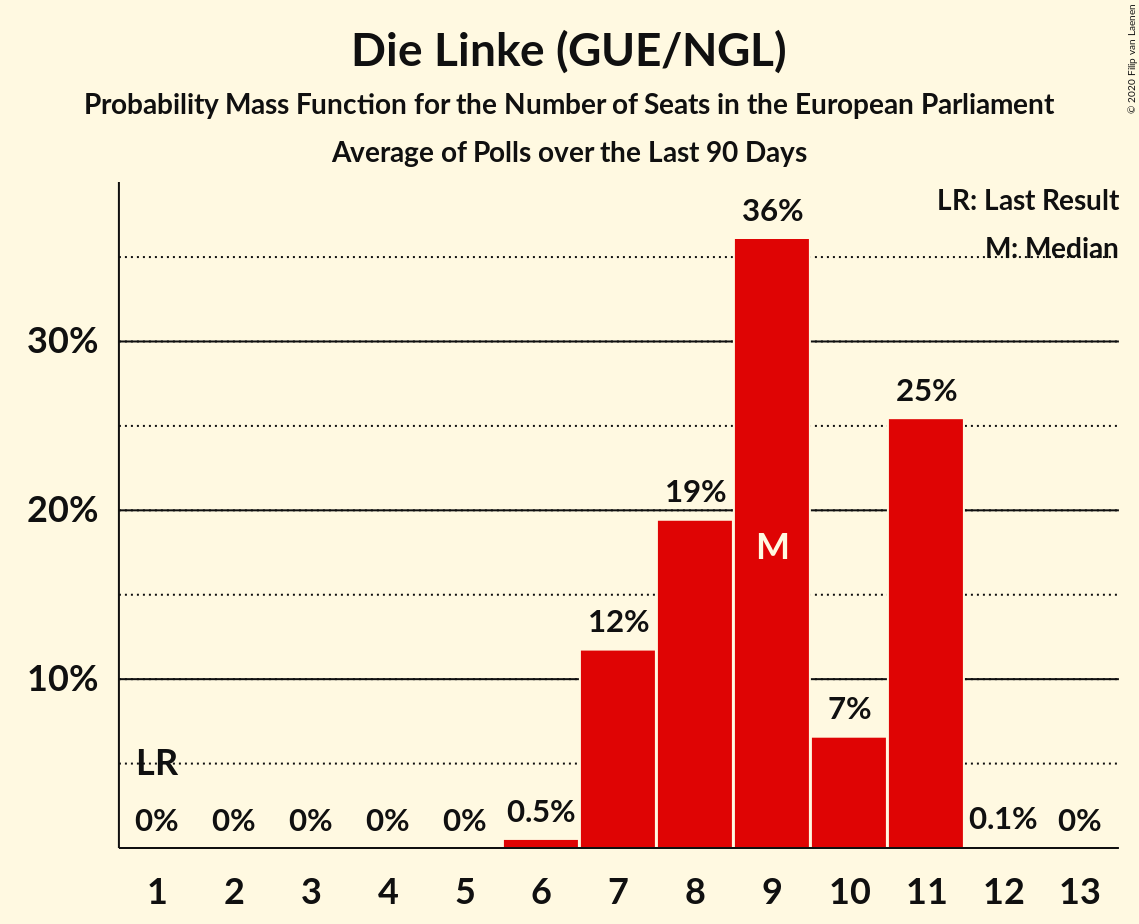 Die Linke (GUE/NGL)
Probability Mass Function for the Number of Seats in the European Parliament
Average of Polls over the Last 90 Days
© 2020 Filip van Laenen
LR: Last Result
M: Median
36%
30%
25%
20%
19%
M
12%
10%
7%
LR
0% 0% 0% 0% 0% 0.5% 0.1% 0%
1 2 3 4 5 6 7 8 9 10 11 12 13